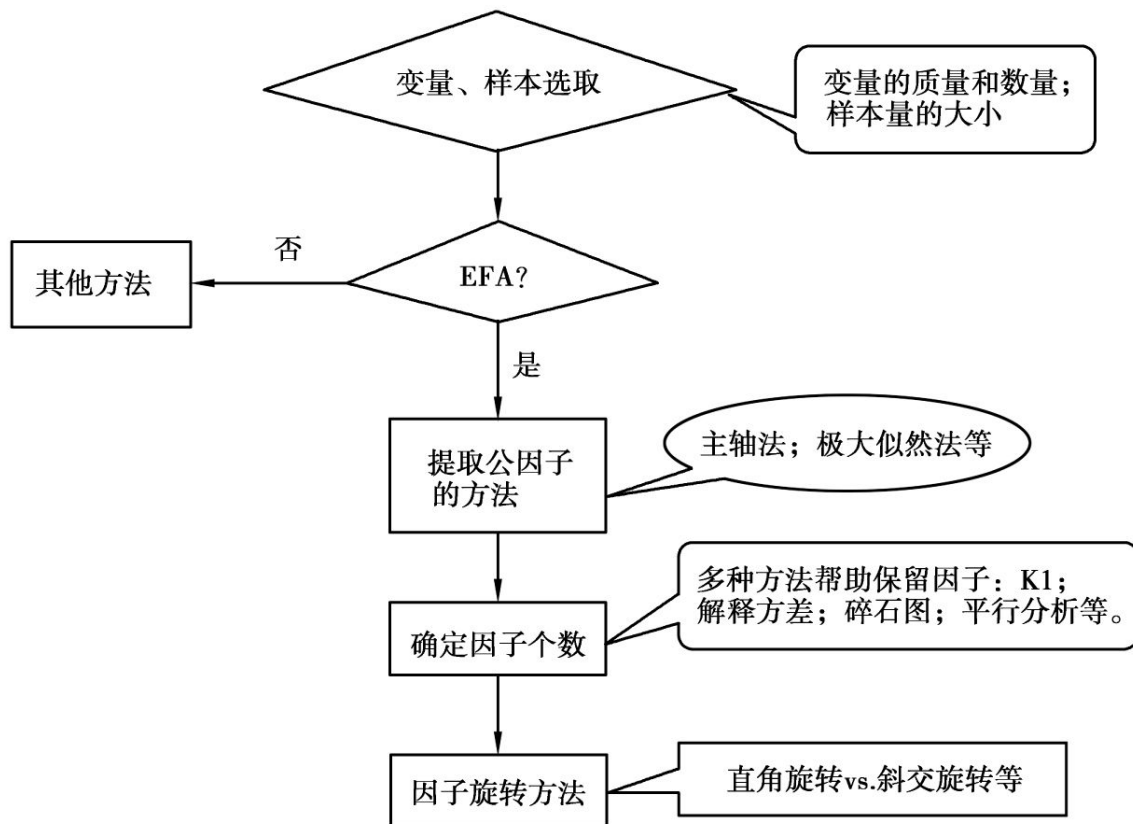 变量、样本选取
变量的质量和数量；
样本量的大小
否
其他方法
EFA？
是
提取公因子
的方法
主轴法；极大似然法等
多种方法帮助保留因子：K1；
解释方差；碎石图；平行分析等。
确定因子个数
因子旋转方法
直角旋转vs.斜交旋转等